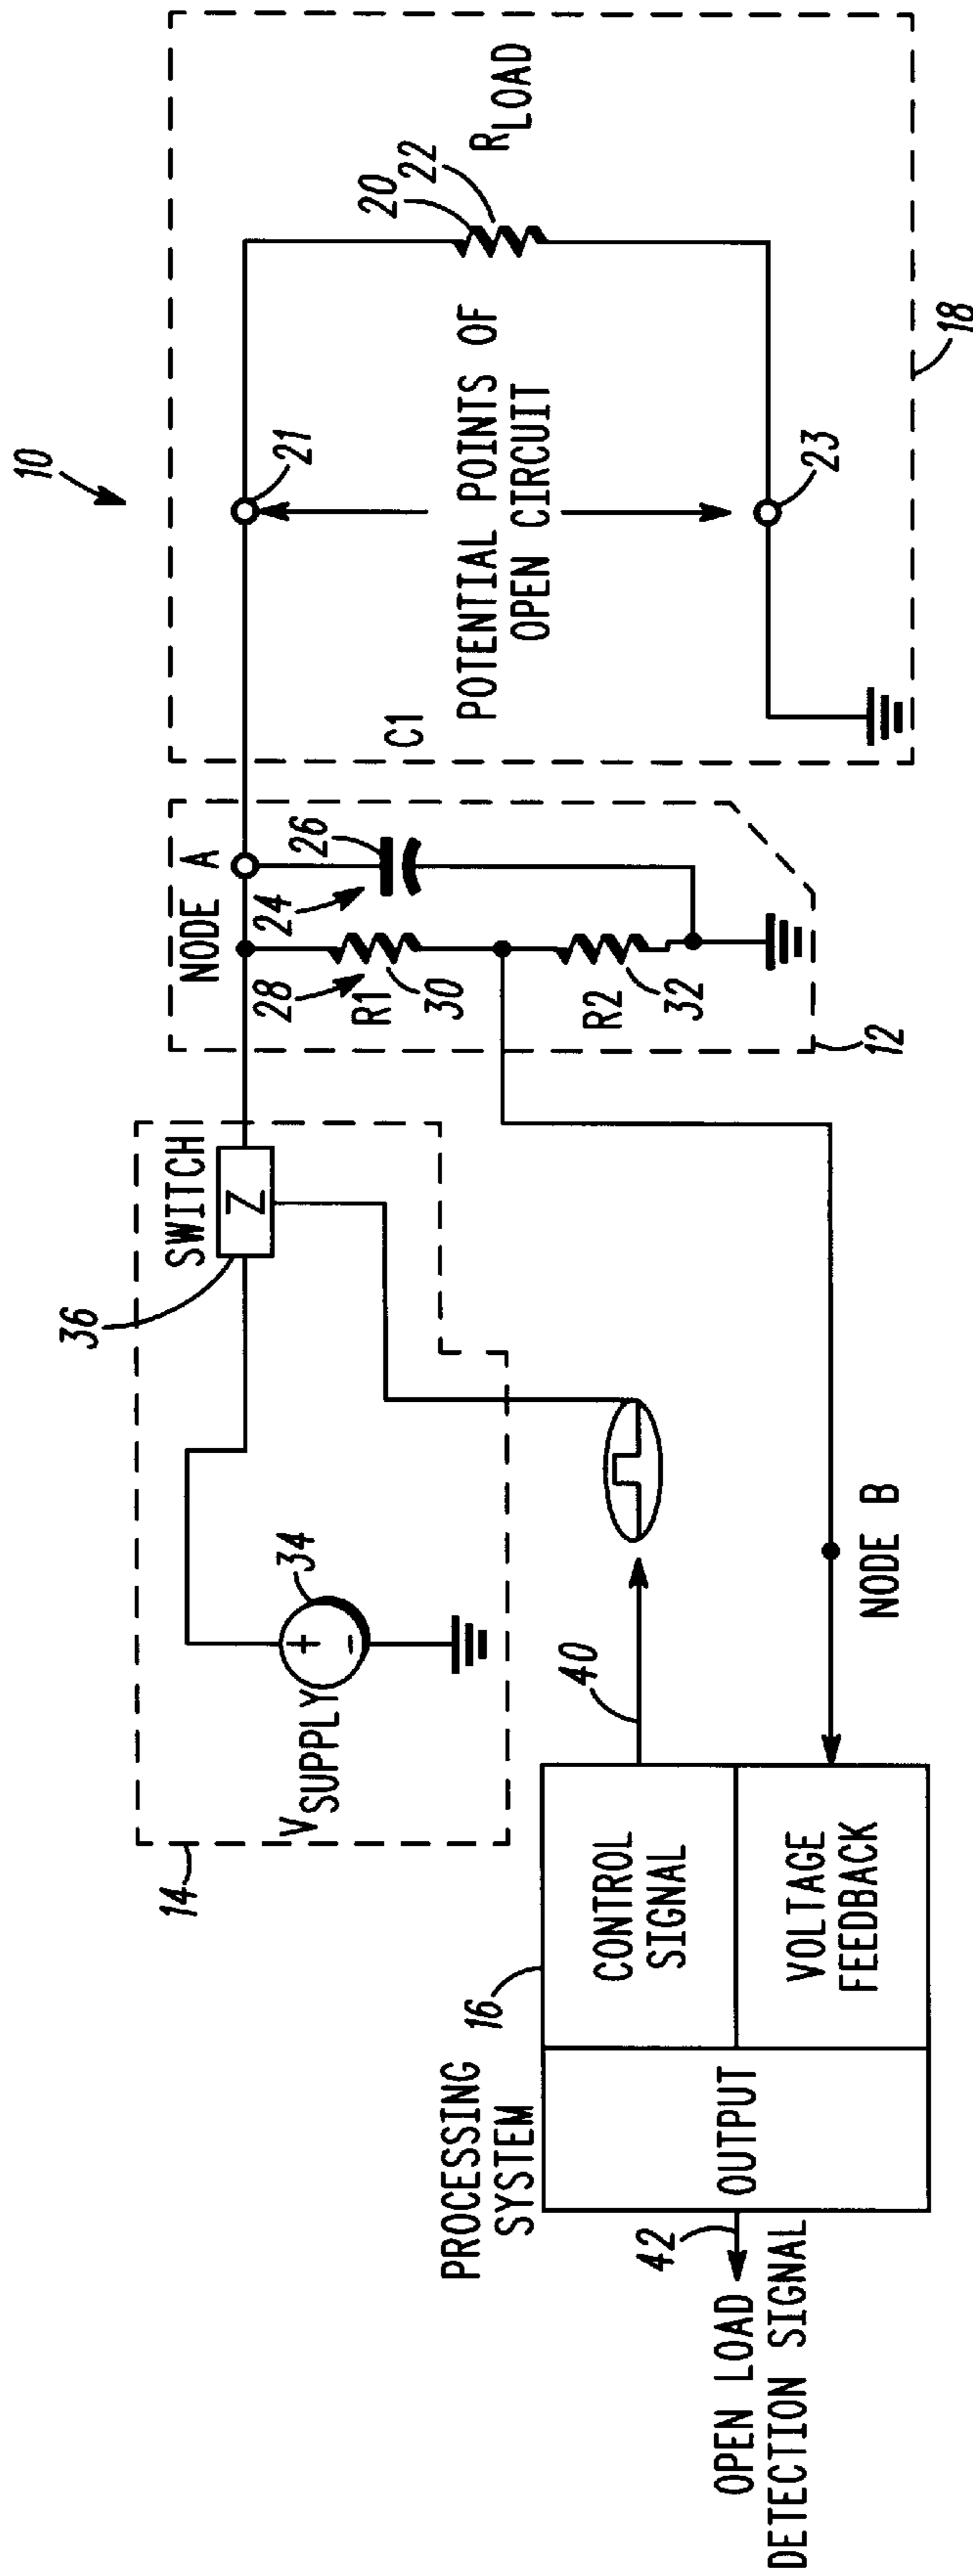 10
14
VSUPPLY
34
36
SWITCH
Z
NODE A
24
26
C1
28
R1
30
R2
32
12
21
POTENTIAL POINTS OF
OPEN CIRCUIT
23
20
22
RLOAD
18
PROCESSING
SYSTEM
16
CONTROL
SIGNAL
VOLTAGE
FEEDBACK
OUTPUT
40
NODE B
42
OPEN LOAD
DETECTION SIGNAL